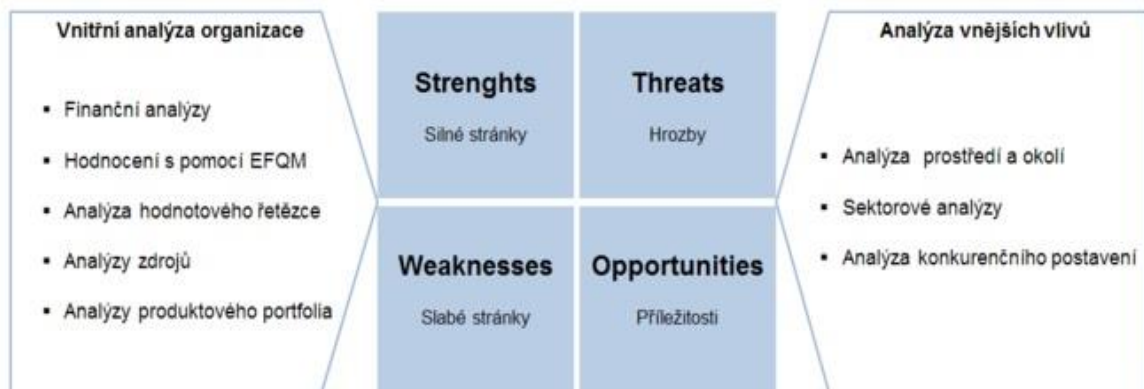 Vnitřní analýza organizace
▪ Finanční analýzy
▪ Hodnocení s pomocí EFQM
▪ Analýza hodnotového řetězce
▪ Analýzy zdrojů
▪ Analýzy produktového portfolia
Strenghts
Silné stránky
Threats
Hrozby
Weaknesses
Slabé stránky
Opportunities
Příležitosti
Analýza vnějších vlivů
▪ Analýza prostředí a okolí
▪ Sektorové analýzy
▪ Analýza konkurenčního postavení